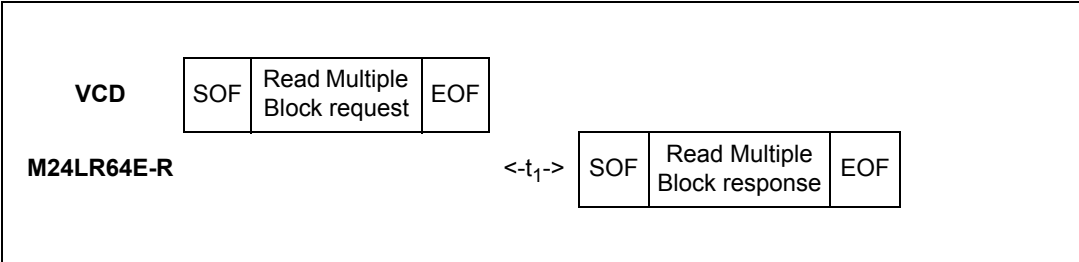 VCD SOF Read Multiple Block request EOF
M24LR64E-R <-t₁-> SOF Read Multiple Block response EOF